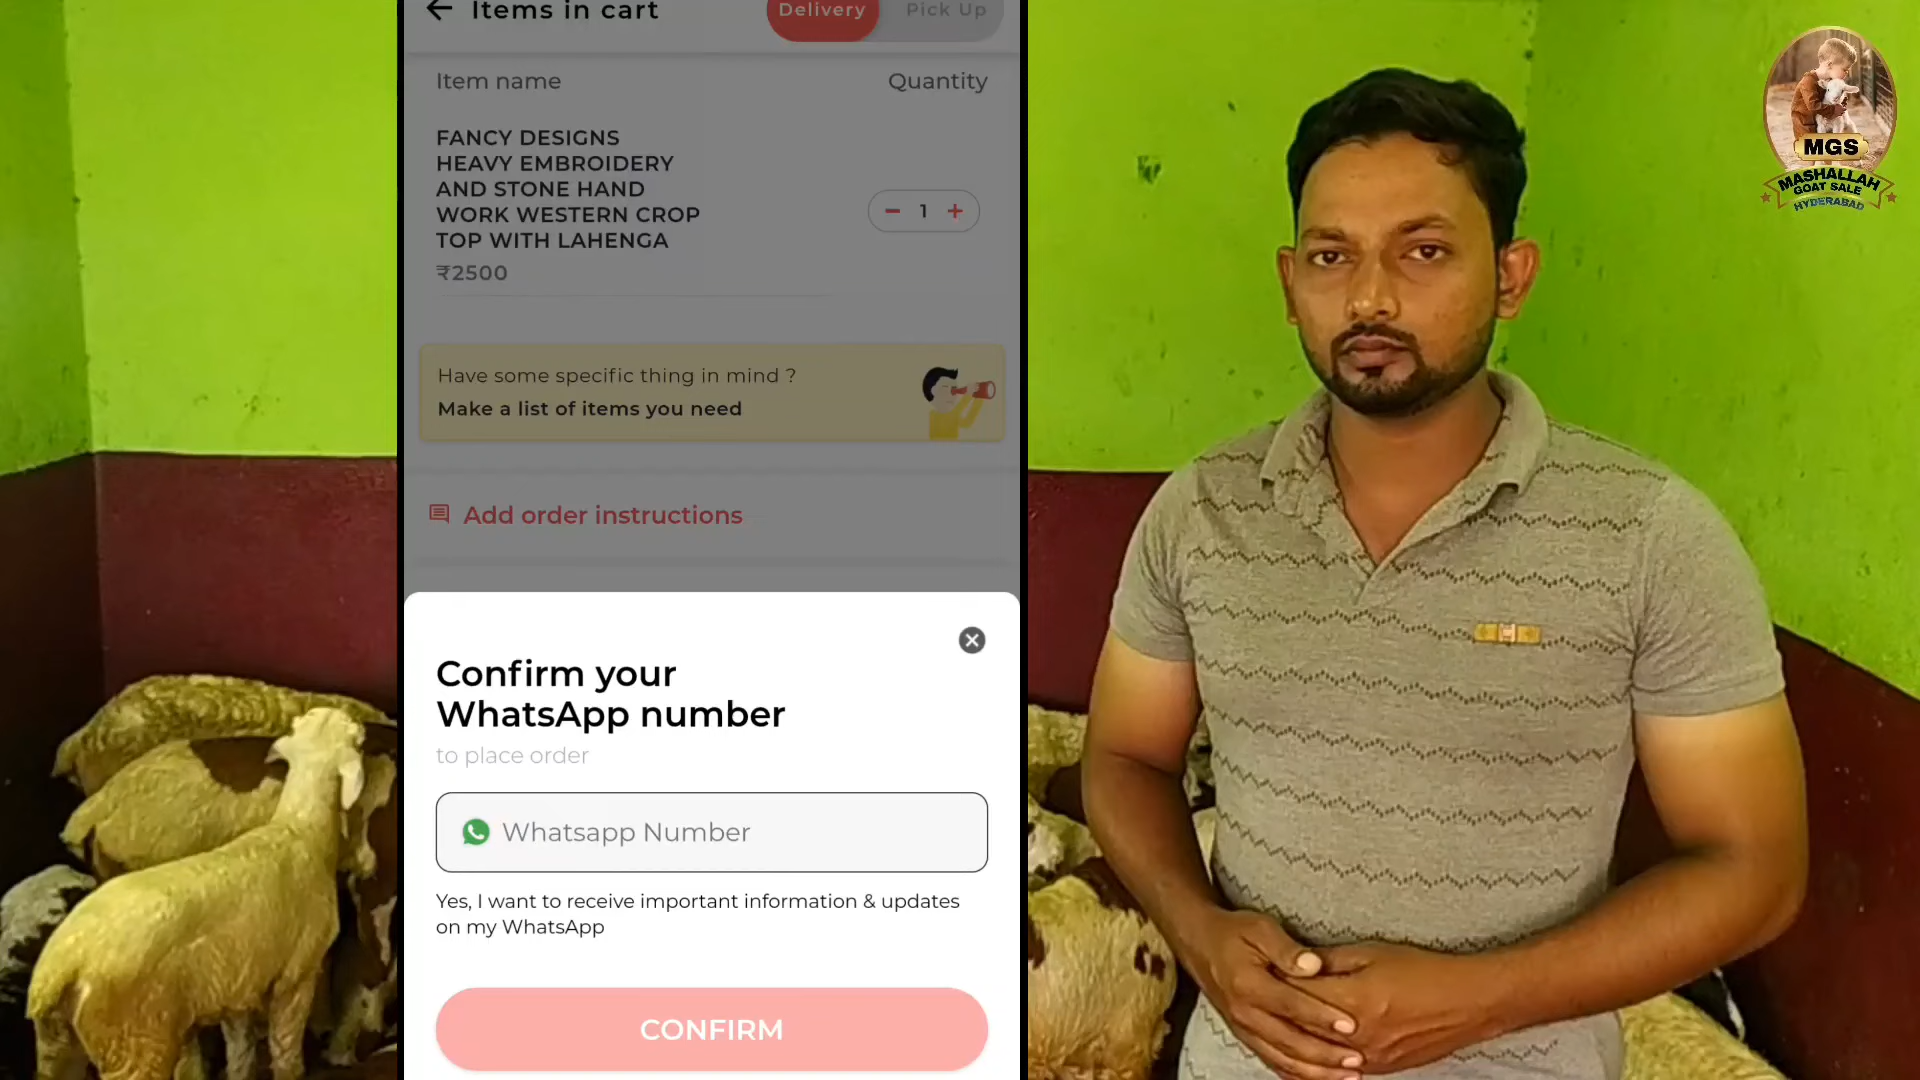 Items in cart
Delivery
Pick Up
Item name
Quantity
FANCY DESIGNS
HEAVY EMBROIDERY
AND STONE HAND
WORK WESTERN CROP
TOP WITH LAHENGA
- 1 +
₹2500
Have some specific thing in mind ?
Make a list of items you need
Add order instructions
Confirm your
WhatsApp number
to place order
Whatsapp Number
Yes, I want to receive important information & updates
on my WhatsApp
CONFIRM
MGS
MASHALLAH
GOAT SALE
HYDERABAD